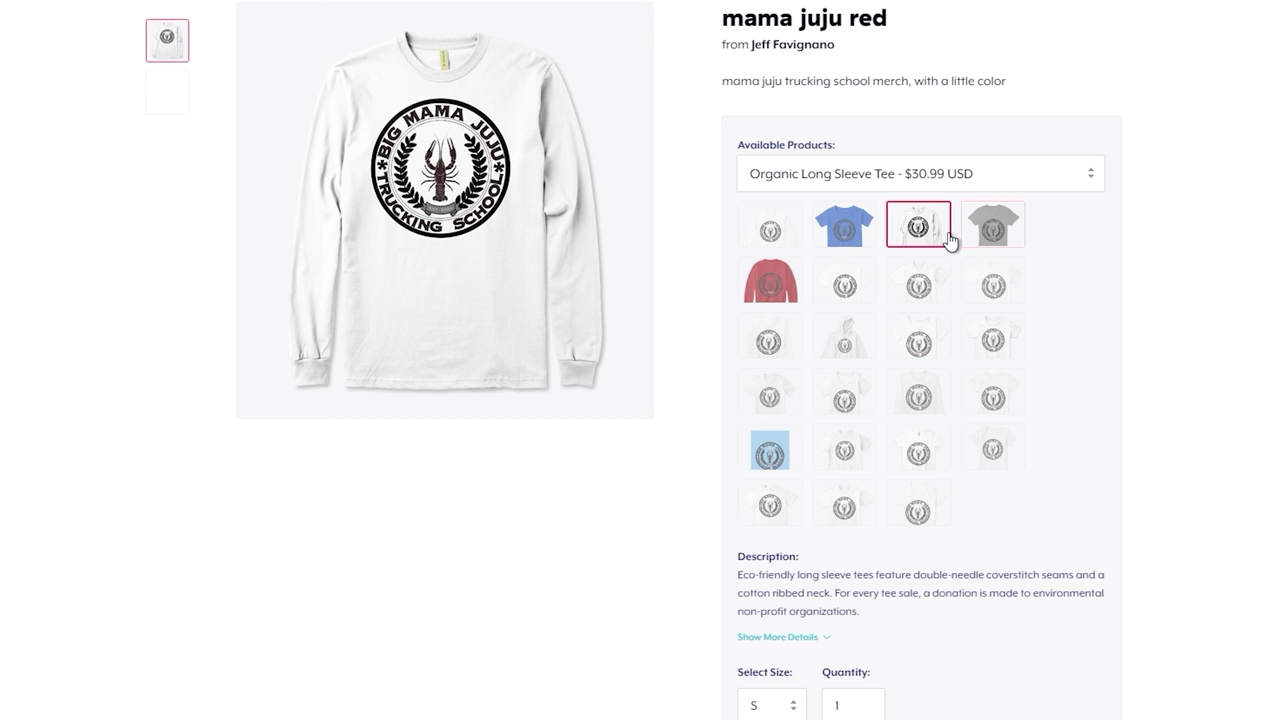 mama juju red
from Jeff Favignano
mama juju trucking school merch, with a little color
BIG MAMA JUJU
TRUCKING SCHOOL
Available Products:
Organic Long Sleeve Tee - $30.99 USD
Description:
Eco-friendly long sleeve tees feature double-needle coverstitch seams and a
cotton ribbed neck. For every tee sale, a donation is made to environmental
non-profit organizations.
Show More Details
Select Size:
Quantity:
S
1